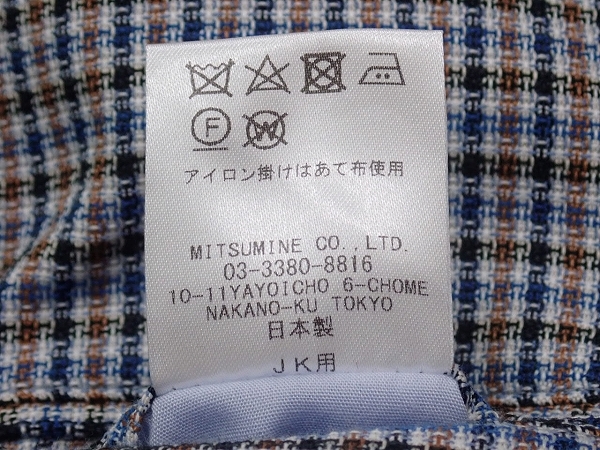 F W
アイロン掛けはあて布使用
MITSUMINE CO.,LTD.
03-3380-8816
10-11YAYOICHO 6-CHOME
NAKANO-KU TOKYO
日本製
JK用